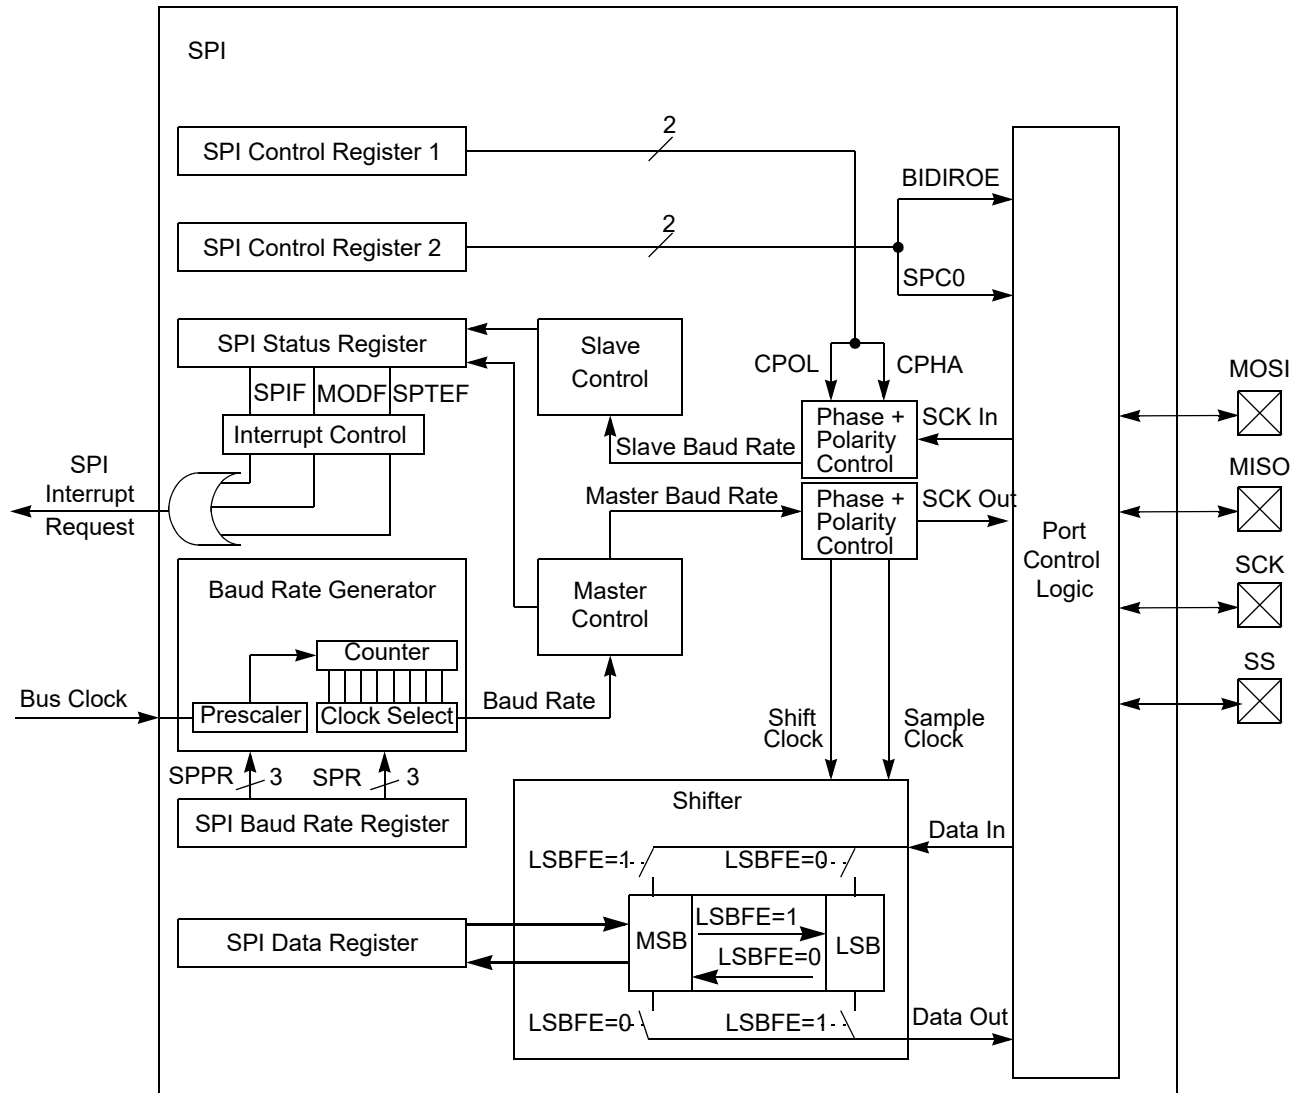 SPI
2
SPI Control Register 1
BIDIROE
2
SPI Control Register 2
SPC0
SPI Status Register
Slave
Control
CPOL
CPHA
MOSI
SPIF
MODF
SPTEF
Interrupt Control
Phase +
Polarity
Control
SCK In
Slave Baud Rate
SPI
Interrupt
Request
MISO
Master Baud Rate
Phase +
Polarity
Control
SCK Out
Port
Control
Logic
SCK
Baud Rate Generator
Master
Control
Counter
SS
Bus Clock
Prescaler
Clock Select
Baud Rate
Shift
Clock
Sample
Clock
SPPR
3
SPR
3
SPI Baud Rate Register
Shifter
Data In
LSBFE=1
LSBFE=0
SPI Data Register
MSB
LSBFE=1
LSBFE=0
LSB
LSBFE=0
LSBFE=1
Data Out